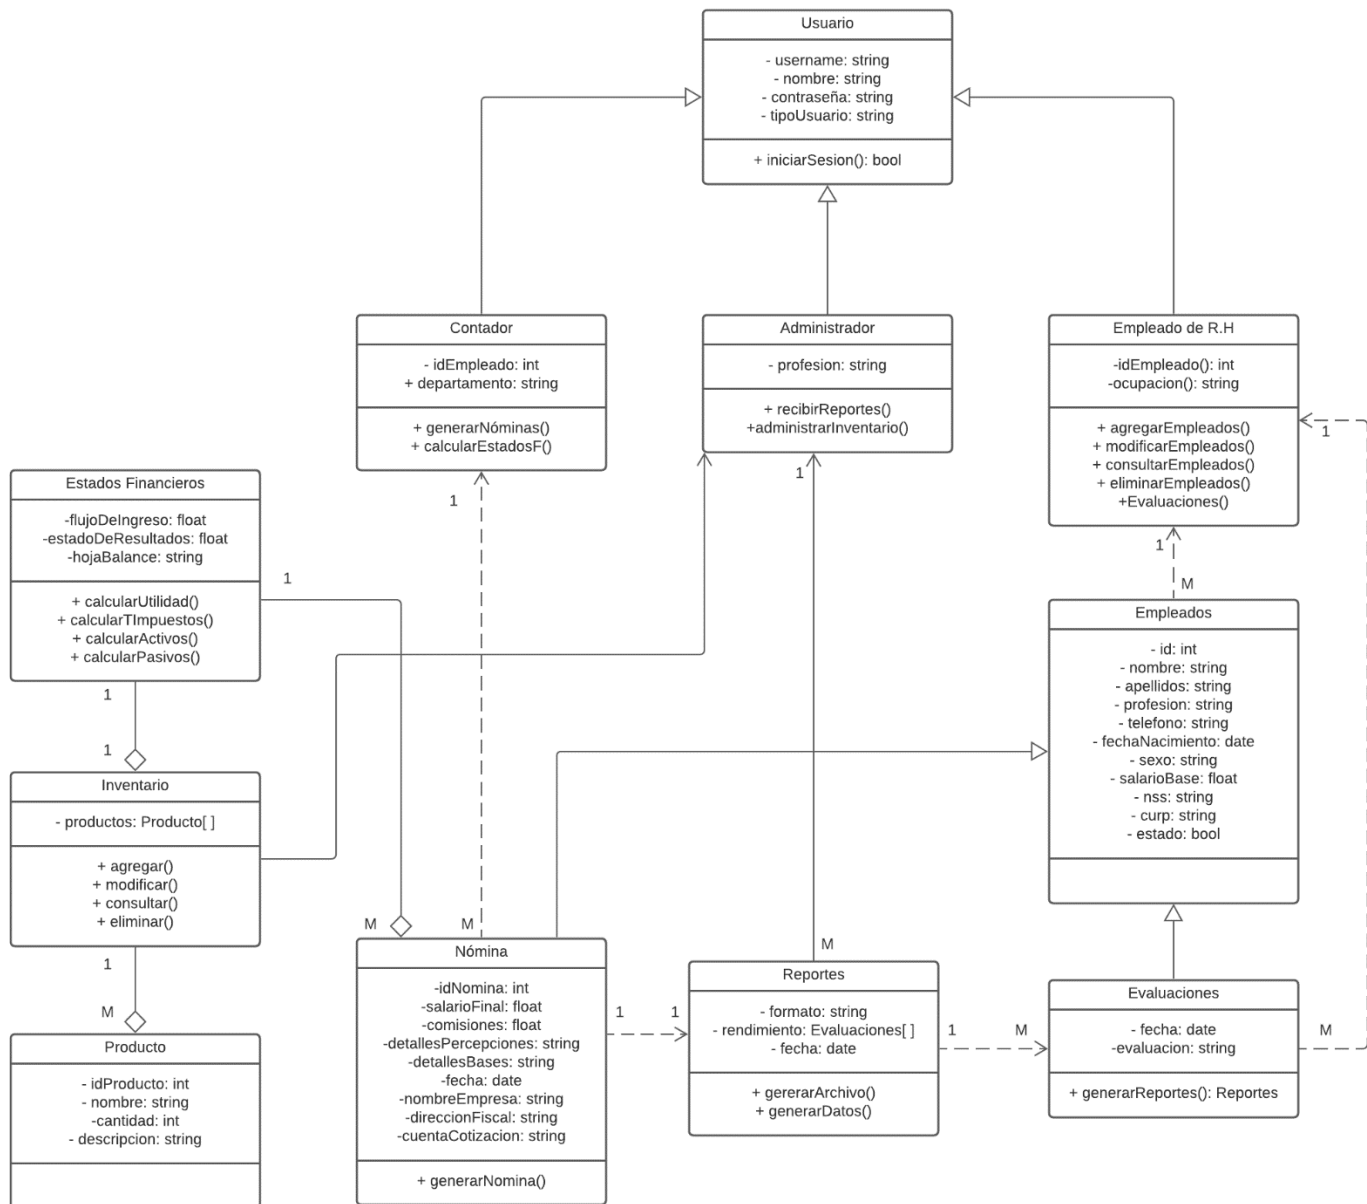 Usuario
- username: string
- nombre: string
- contraseña: string
- tipoUsuario: string
+ iniciarSesion(): bool
Contador
- idEmpleado: int
+ departamento: string
+ generarNóminas()
+ calcularEstadosF()
1
Administrador
- profesion: string
+ recibirReportes()
+administrarInventario()
1
Empleado de R.H
-idEmpleado(): int
-ocupacion(): string
+ agregarEmpleados()
+ modificarEmpleados()
+ consultarEmpleados()
+ eliminarEmpleados()
+Evaluaciones()
1
1
M
Estados Financieros
-flujoDeIngreso: float
-estadoDeResultados: float
-hojaBalance: string
+ calcularUtilidad()
+ calcularTImpuestos()
+ calcularActivos()
+ calcularPasivos()
1
1
1
Inventario
- productos: Producto[ ]
+ agregar()
+ modificar()
+ consultar()
+ eliminar()
1
M
Producto
- idProducto: int
- nombre: string
-cantidad: int
- descripcion: string
M
M
Nómina
-idNomina: int
-salarioFinal: float
-comisiones: float
-detallesPercepciones: string
-detallesBases: string
-fecha: date
-nombreEmpresa: string
-direccionFiscal: string
-cuentaCotizacion: string
+ generarNomina()
1
1
M
Reportes
- formato: string
- rendimiento: Evaluaciones[ ]
- fecha: date
+ gererarArchivo()
+ generarDatos()
1
M
Empleados
- id: int
- nombre: string
- apellidos: string
- profesion: string
- telefono: string
- fechaNacimiento: date
- sexo: string
- salarioBase: float
- nss: string
- curp: string
- estado: bool
Evaluaciones
- fecha: date
-evaluacion: string
+ generarReportes(): Reportes
M